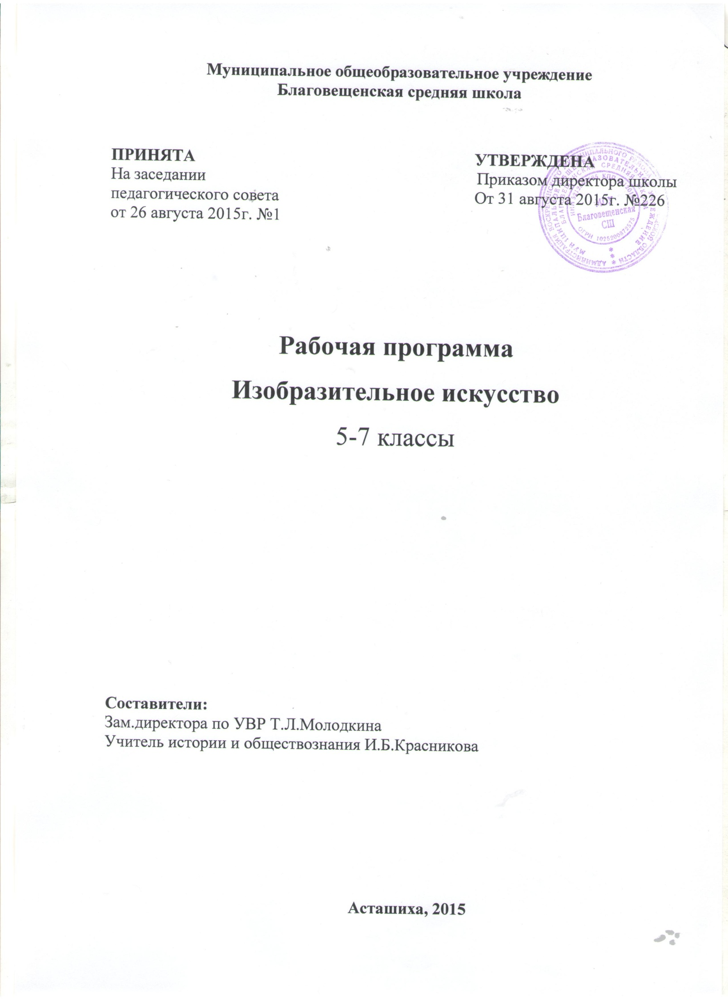 Муниципальное общеобразовательное учреждение
Благовещенская средняя школа
ПРИНЯТА
На заседании
педагогического совета
от 26 августа 2015г. №1
УТВЕРЖДЕНА
Приказом директора школы
От 31 августа 2015г. №226
Благовещенская
СШ
ОГРН 1025200872575
Рабочая программа
Изобразительное искусство
5-7 классы
Составители:
Зам.директора по УВР Т.Л.Молодкина
Учитель истории и обществознания И.Б.Красникова
Асташиха, 2015